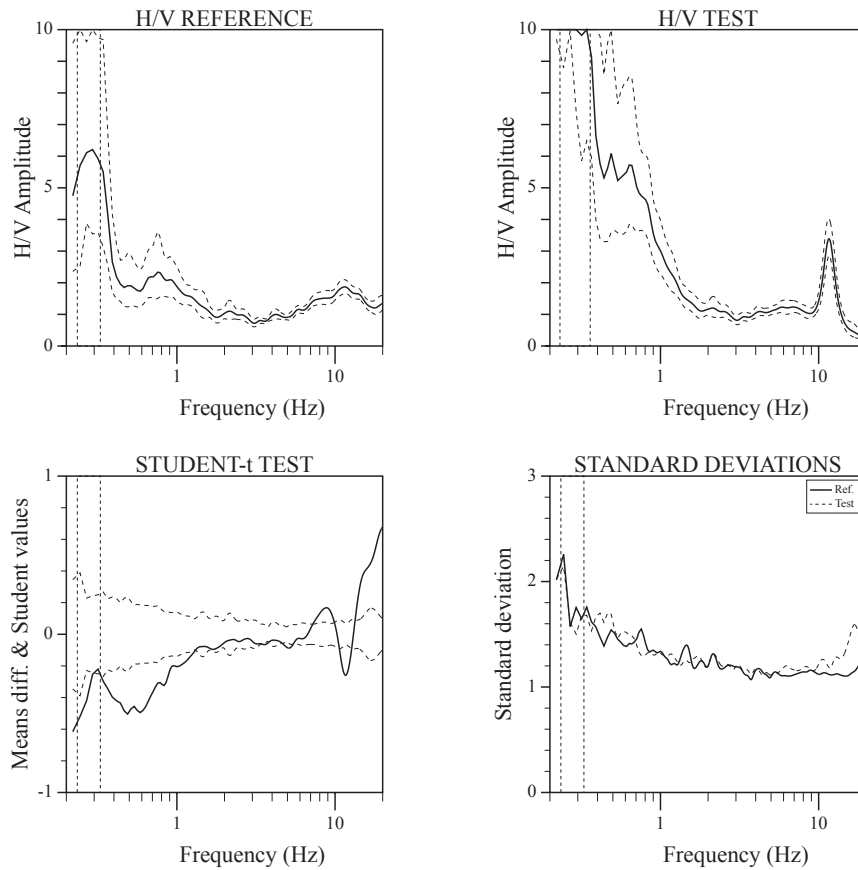 H/V REFERENCE
10
5
0
H/V Amplitude
1
10
Frequency (Hz)
H/V TEST
10
5
0
H/V Amplitude
1
10
Frequency (Hz)
STUDENT-t TEST
1
0
-1
Means diff. & Student values
1
10
Frequency (Hz)
STANDARD DEVIATIONS
3
2
1
0
Standard deviation
Ref.
Test
1
10
Frequency (Hz)